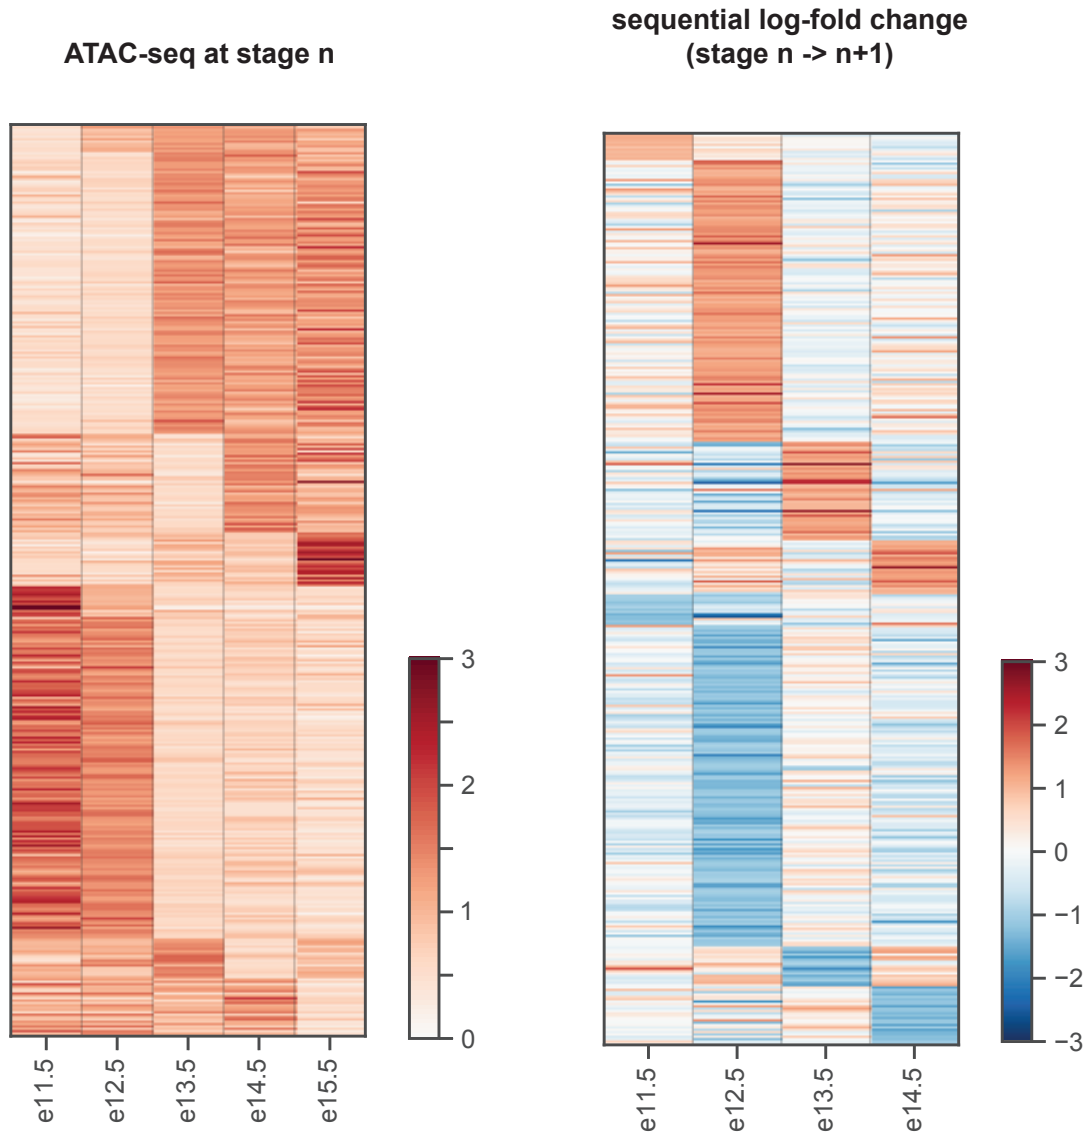 ATAC-seq at stage n
sequential log-fold change
(stage n -> n+1)
3
2
1
0
3
2
1
0
−1
−2
−3
e11.5
e12.5
e13.5
e14.5
e15.5
e11.5
e12.5
e13.5
e14.5